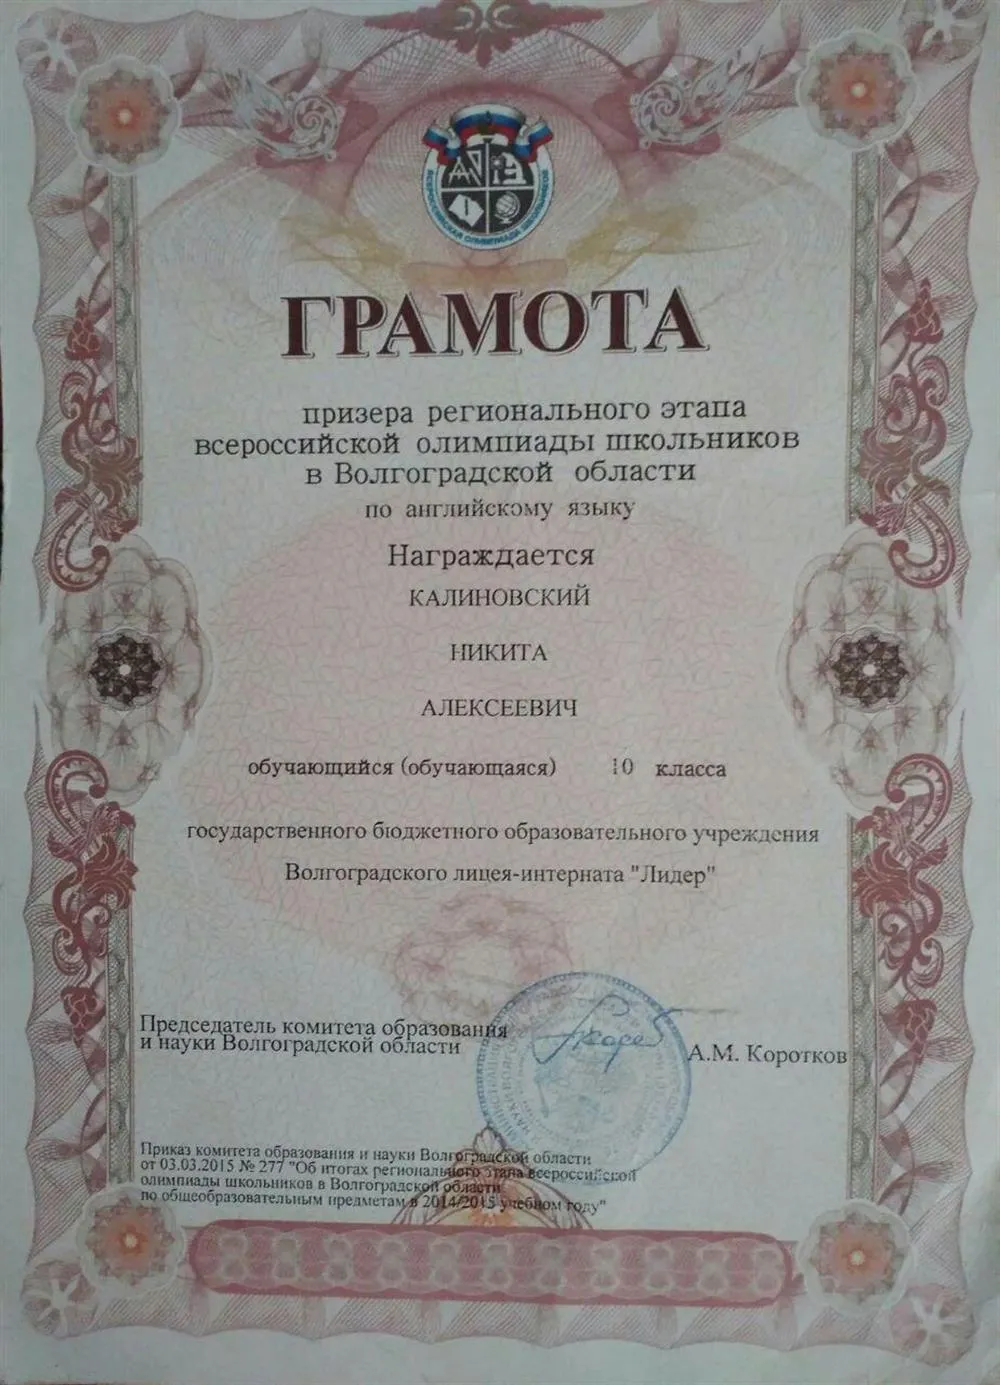 ВСЕРОССИЙСКАЯ ОЛИМПИАДА ШКОЛЬНИКОВ
ГРАМОТА
призера регионального этапа
всероссийской олимпиады школьников
в Волгоградской области
по английскому языку
Награждается
КАЛИНОВСКИЙ
НИКИТА
АЛЕКСЕЕВИЧ
обучающийся (обучающаяся) 10 класса
государственного бюджетного образовательного учреждения
Волгоградского лицея-интерната "Лидер"
Председатель комитета образования
и науки Волгоградской области
А.М. Коротков
Приказ комитета образования и науки Волгоградской области
от 03.03.2015 № 277 "Об итогах регионального этапа всероссийской
олимпиады школьников в Волгоградской области
по общеобразовательным предметам в 2014/2015 учебном году"